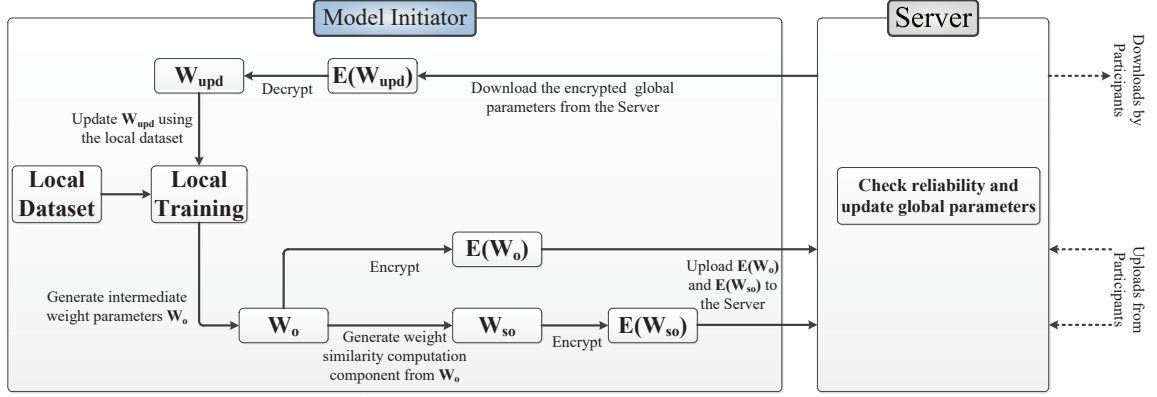 Model Initiator
Server
W_upd
Decrypt
E(W_upd)
Download the encrypted global
parameters from the Server
Downloads by
Participants
Update W_upd using
the local dataset
Local
Dataset
Local
Training
Check reliability and
update global parameters
E(W_o)
Encrypt
Upload E(W_o)
and E(W_so) to
the Server
Uploads from
Participants
Generate intermediate
weight parameters W_o
W_o
Generate weight
similarity computation
component from W_o
W_so
Encrypt
E(W_so)